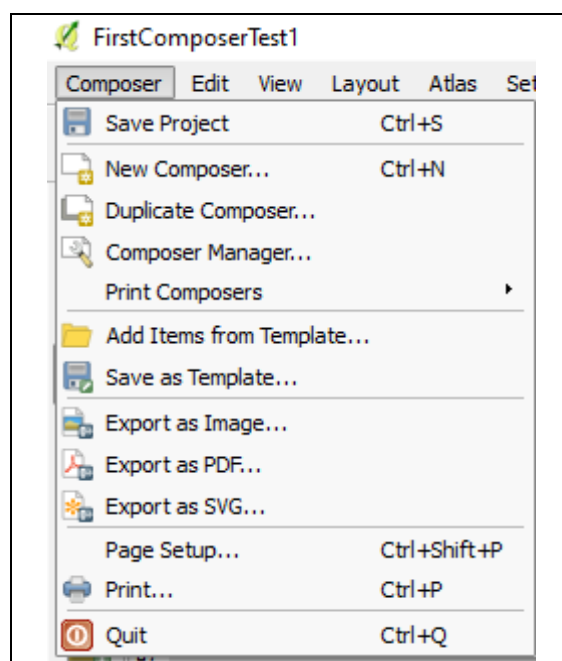 FirstComposerTest1
Composer Edit View Layout Atlas Set
Save Project Ctrl+S
New Composer... Ctrl+N
Duplicate Composer...
Composer Manager...
Print Composers
Add Items from Template...
Save as Template...
Export as Image...
Export as PDF...
Export as SVG...
Page Setup... Ctrl+Shift+P
Print... Ctrl+P
Quit Ctrl+Q